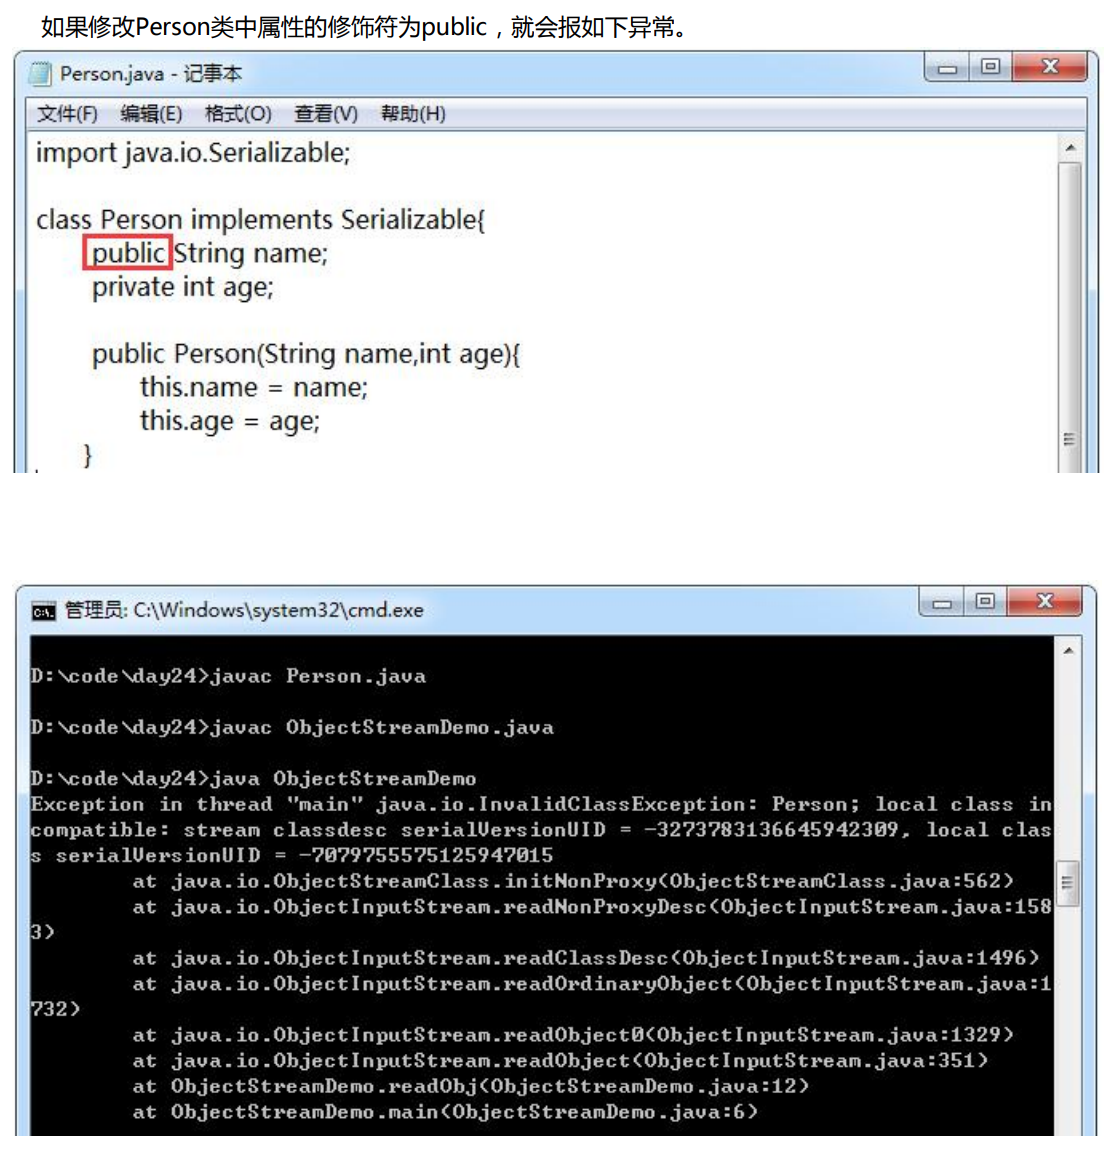 如果修改Person类中属性的修饰符为public，就会报如下异常。
Person.java - 记事本
文件(F) 编辑(E) 格式(O) 查看(V) 帮助(H)
import java.io.Serializable;
class Person implements Serializable{
public String name;
private int age;
public Person(String name,int age){
this.name = name;
this.age = age;
}
管理员: C:\Windows\system32\cmd.exe
D:\code\day24>javac Person.java
D:\code\day24>javac ObjectStreamDemo.java
D:\code\day24>java ObjectStreamDemo
Exception in thread "main" java.io.InvalidClassException: Person; local class in
compatible: stream classdesc serialVersionUID = -3273783136645942309, local clas
s serialVersionUID = -7079755575125947015
at java.io.ObjectStreamClass.initNonProxy(ObjectStreamClass.java:562)
at java.io.ObjectInputStream.readNonProxyDesc(ObjectInputStream.java:158
3)
at java.io.ObjectInputStream.readClassDesc(ObjectInputStream.java:1496)
at java.io.ObjectInputStream.readOrdinaryObject(ObjectInputStream.java:1
732)
at java.io.ObjectInputStream.readObject0(ObjectInputStream.java:1329)
at java.io.ObjectInputStream.readObject(ObjectInputStream.java:351)
at ObjectStreamDemo.readObj(ObjectStreamDemo.java:12)
at ObjectStreamDemo.main(ObjectStreamDemo.java:6)